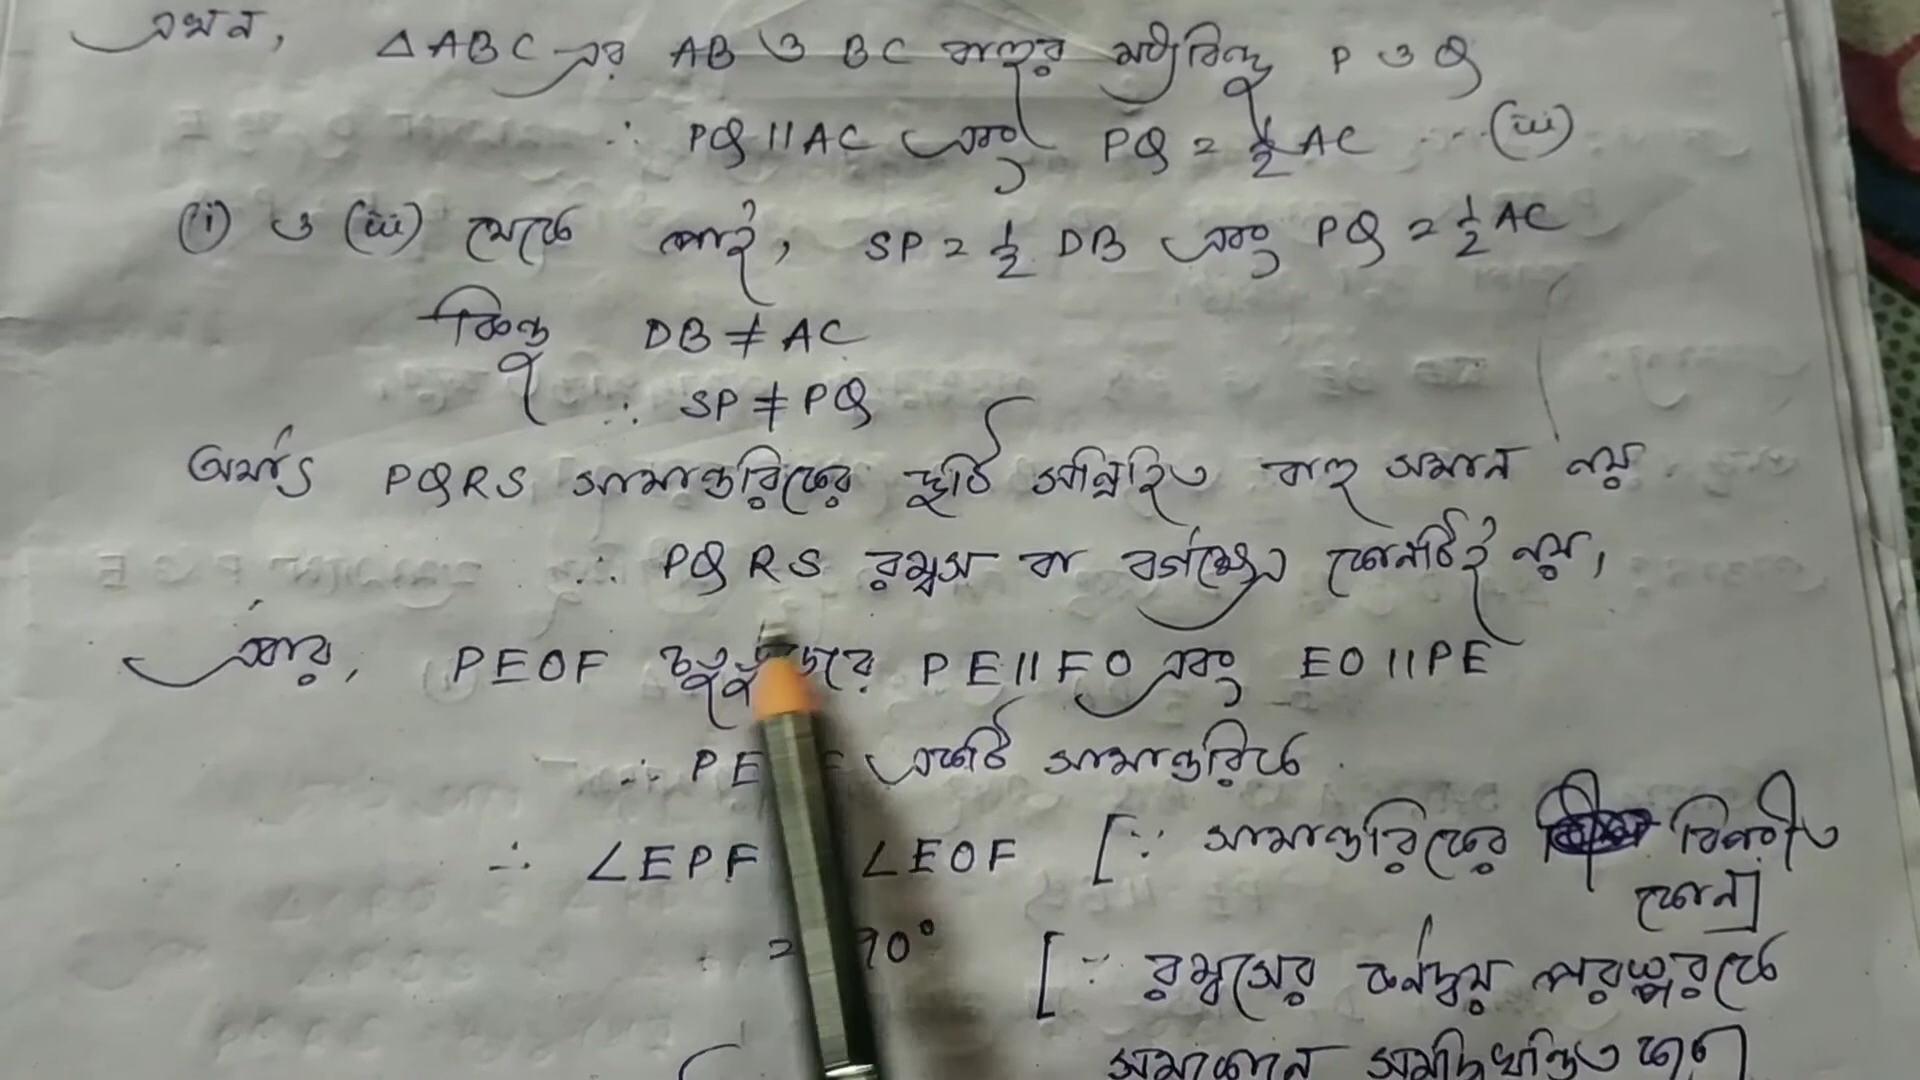 এখন, △ABC এর AB ও BC বাহুর মধ্যবিন্দু P ও Q
∴ PQ||AC এবং PQ = ½ AC ... (iii)
(i) ও (iii) থেকে পাই, SP = ½ DB এবং PQ = ½ AC
কিন্তু DB ≠ AC
∴ SP ≠ PQ
অর্থাৎ PQRS সামান্তরিকের দুটি সন্নিহিত বাহু সমান নয়
∴ PQRS রম্বস বা বর্গক্ষেত্র কোনটিই নয়,
এবার, PEOF চতুর্ভুজের PE||FO এবং EO||PE
∴ PE F একটি সামান্তরিক
∴ ∠EPF ∠EOF [∵ সামান্তরিকের বিপরীত
কোন]
= 90° [∵ রম্বসের কর্ণদ্বয় পরস্পরকে
সমকোনে সমদ্বিখন্ডিত করে]